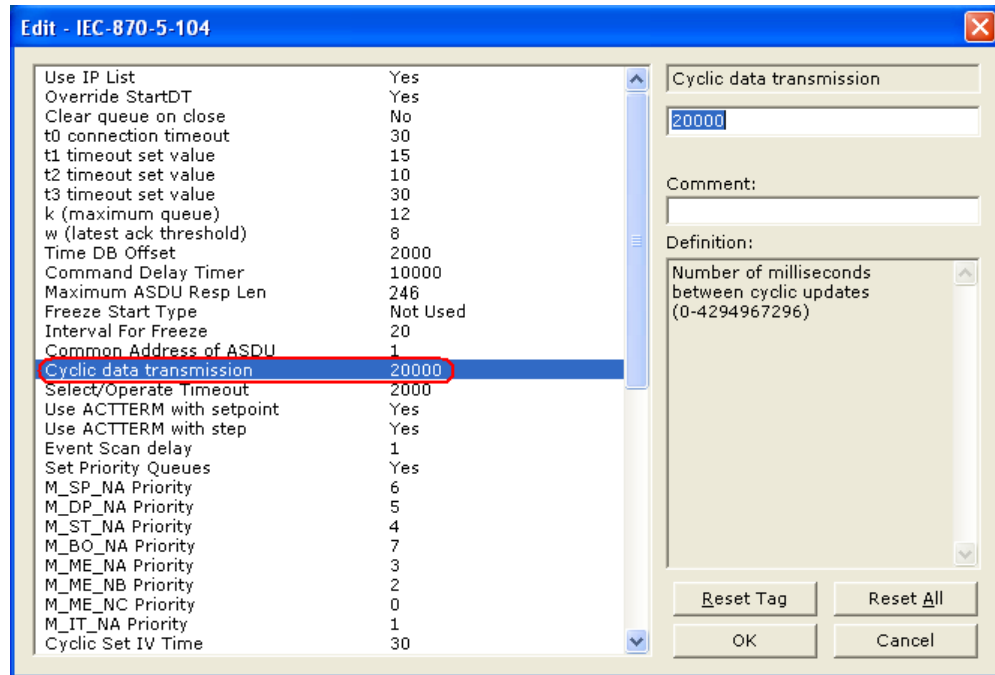 Edit - IEC-870-5-104
Use IP List Yes
Override StartDT Yes
Clear queue on close No
t0 connection timeout 30
t1 timeout set value 15
t2 timeout set value 10
t3 timeout set value 30
k (maximum queue) 12
w (latest ack threshold) 8
Time DB Offset 2000
Command Delay Timer 10000
Maximum ASDU Resp Len 246
Freeze Start Type Not Used
Interval For Freeze 20
Common Address of ASDU 1
Cyclic data transmission 20000
Select/Operate Timeout 2000
Use ACTTERM with setpoint Yes
Use ACTTERM with step Yes
Event Scan delay 1
Set Priority Queues Yes
M_SP_NA Priority 6
M_DP_NA Priority 5
M_ST_NA Priority 4
M_BO_NA Priority 7
M_ME_NA Priority 3
M_ME_NB Priority 2
M_ME_NC Priority 0
M_IT_NA Priority 1
Cyclic Set IV Time 30
Cyclic data transmission
20000
Comment:
Definition:
Number of milliseconds
between cyclic updates
(0-4294967296)
Reset Tag Reset All
OK Cancel